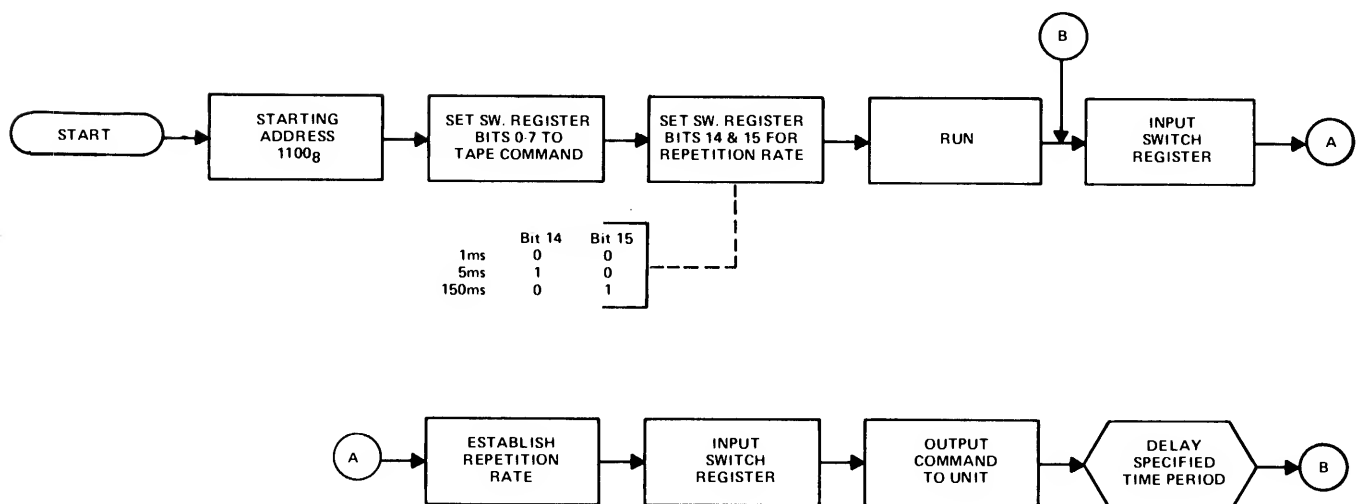 B
START
STARTING
ADDRESS
1100₈
SET SW. REGISTER
BITS 0-7 TO
TAPE COMMAND
SET SW. REGISTER
BITS 14 & 15 FOR
REPETITION RATE
RUN
INPUT
SWITCH
REGISTER
A
Bit 14 Bit 15
1ms 0 0
5ms 1 0
150ms 0 1
A
ESTABLISH
REPETITION
RATE
INPUT
SWITCH
REGISTER
OUTPUT
COMMAND
TO UNIT
DELAY
SPECIFIED
TIME PERIOD
B